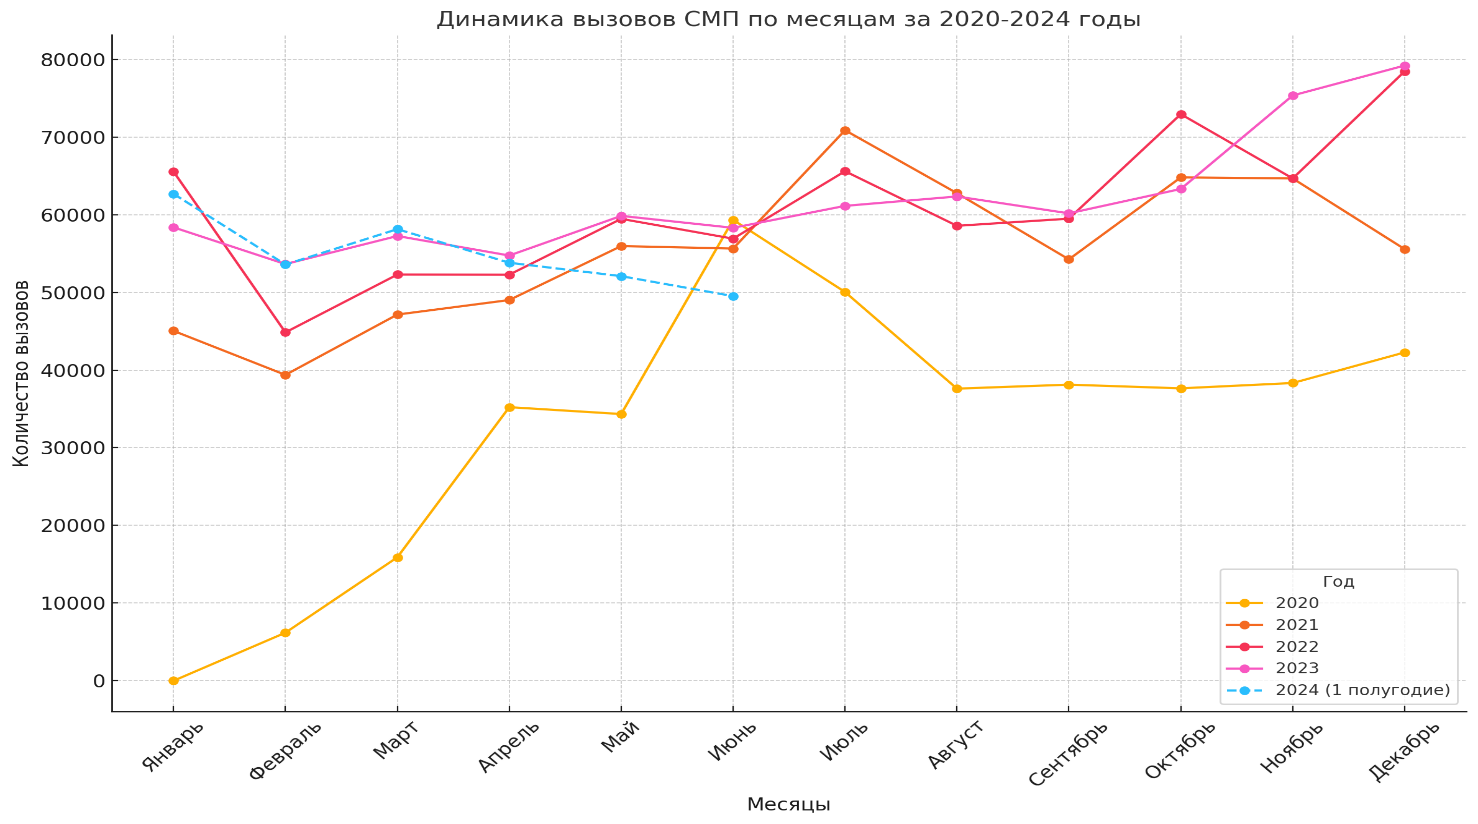 Динамика вызовов СМП по месяцам за 2020-2024 годы
Количество вызовов
80000
70000
60000
50000
40000
30000
20000
10000
0
Январь
Февраль
Март
Апрель
Май
Июнь
Июль
Август
Сентябрь
Октябрь
Ноябрь
Декабрь
Месяцы
Год
2020
2021
2022
2023
2024 (1 полугодие)